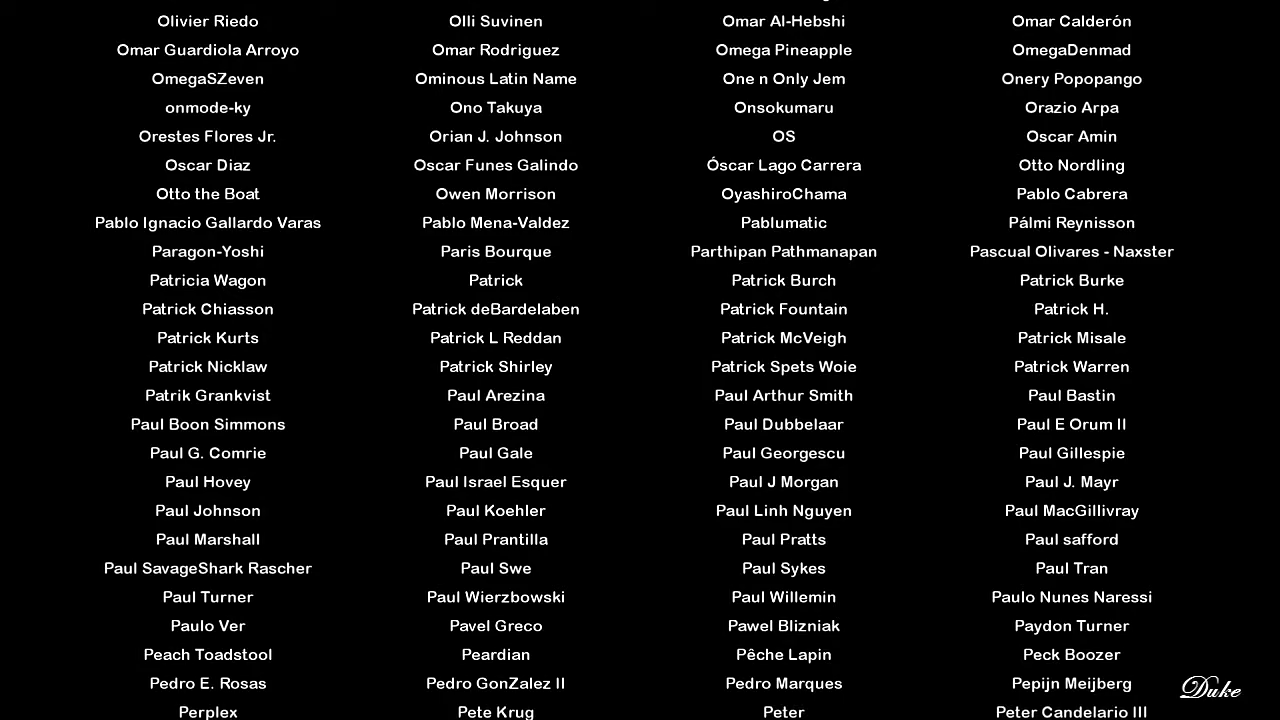 Olivier Riedo Olli Suvinen Omar Al-Hebshi Omar Calderón
Omar Guardiola Arroyo Omar Rodriguez Omega Pineapple OmegaDenmad
OmegaSZeven Ominous Latin Name One n Only Jem Onery Popopango
onmode-ky Ono Takuya Onsokumaru Orazio Arpa
Orestes Flores Jr. Orian J. Johnson OS Oscar Amin
Oscar Diaz Oscar Funes Galindo Óscar Lago Carrera Otto Nordling
Otto the Boat Owen Morrison OyashiroChama Pablo Cabrera
Pablo Ignacio Gallardo Varas Pablo Mena-Valdez Pablumatic Pálmi Reynisson
Paragon-Yoshi Paris Bourque Parthipan Pathmanapan Pascual Olivares - Naxster
Patricia Wagon Patrick Patrick Burch Patrick Burke
Patrick Chiasson Patrick deBardelaben Patrick Fountain Patrick H.
Patrick Kurts Patrick L Reddan Patrick McVeigh Patrick Misale
Patrick Nicklaw Patrick Shirley Patrick Spets Woie Patrick Warren
Patrik Grankvist Paul Arezina Paul Arthur Smith Paul Bastin
Paul Boon Simmons Paul Broad Paul Dubbelaar Paul E Orum II
Paul G. Comrie Paul Gale Paul Georgescu Paul Gillespie
Paul Hovey Paul Israel Esquer Paul J Morgan Paul J. Mayr
Paul Johnson Paul Koehler Paul Linh Nguyen Paul MacGillivray
Paul Marshall Paul Prantilla Paul Pratts Paul safford
Paul SavageShark Rascher Paul Swe Paul Sykes Paul Tran
Paul Turner Paul Wierzbowski Paul Willemin Paulo Nunes Naressi
Paulo Ver Pavel Greco Pawel Blizniak Paydon Turner
Peach Toadstool Peardian Pêche Lapin Peck Boozer
Pedro E. Rosas Pedro GonZalez II Pedro Marques Pepijn Meijberg
Duke
Perplex Pete Krug Peter Peter Candelario III